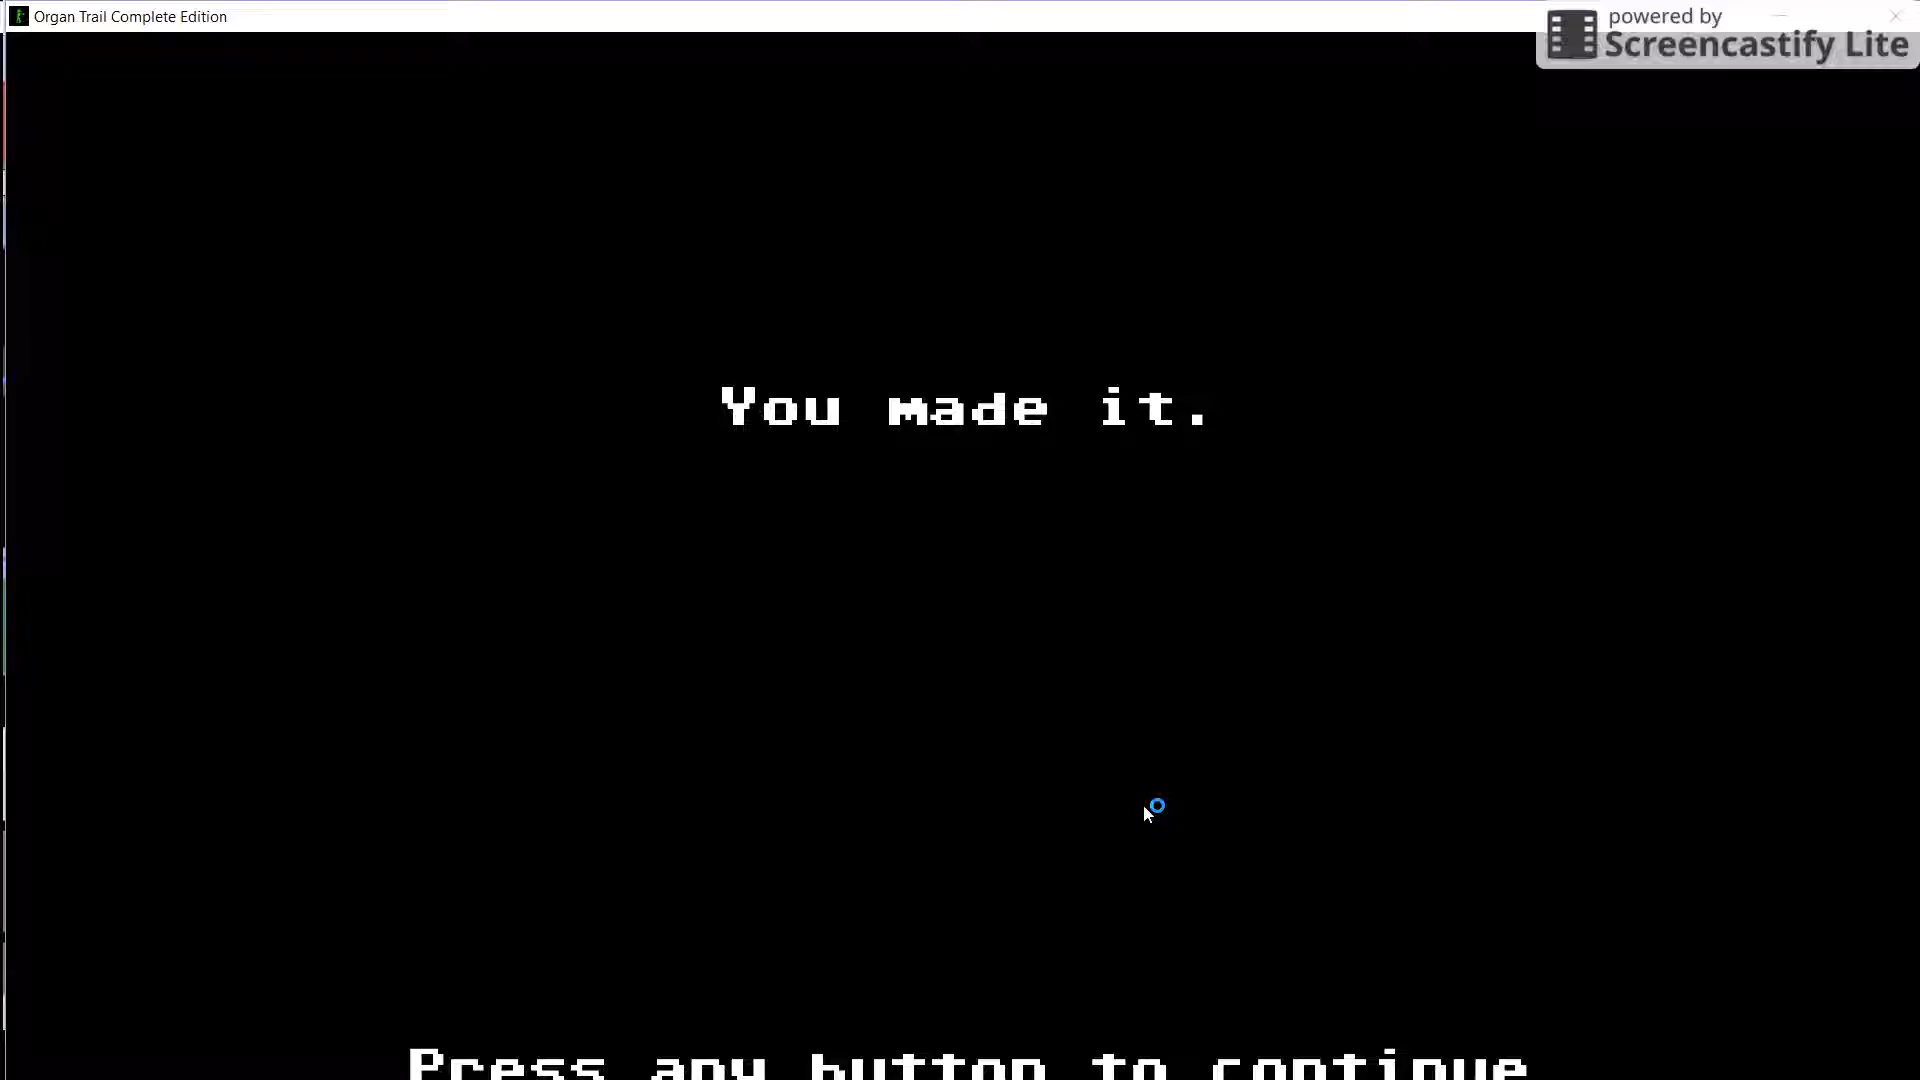 Organ Trail Complete Edition
powered by
Screencastify Lite
You made it.
Press any button to continue